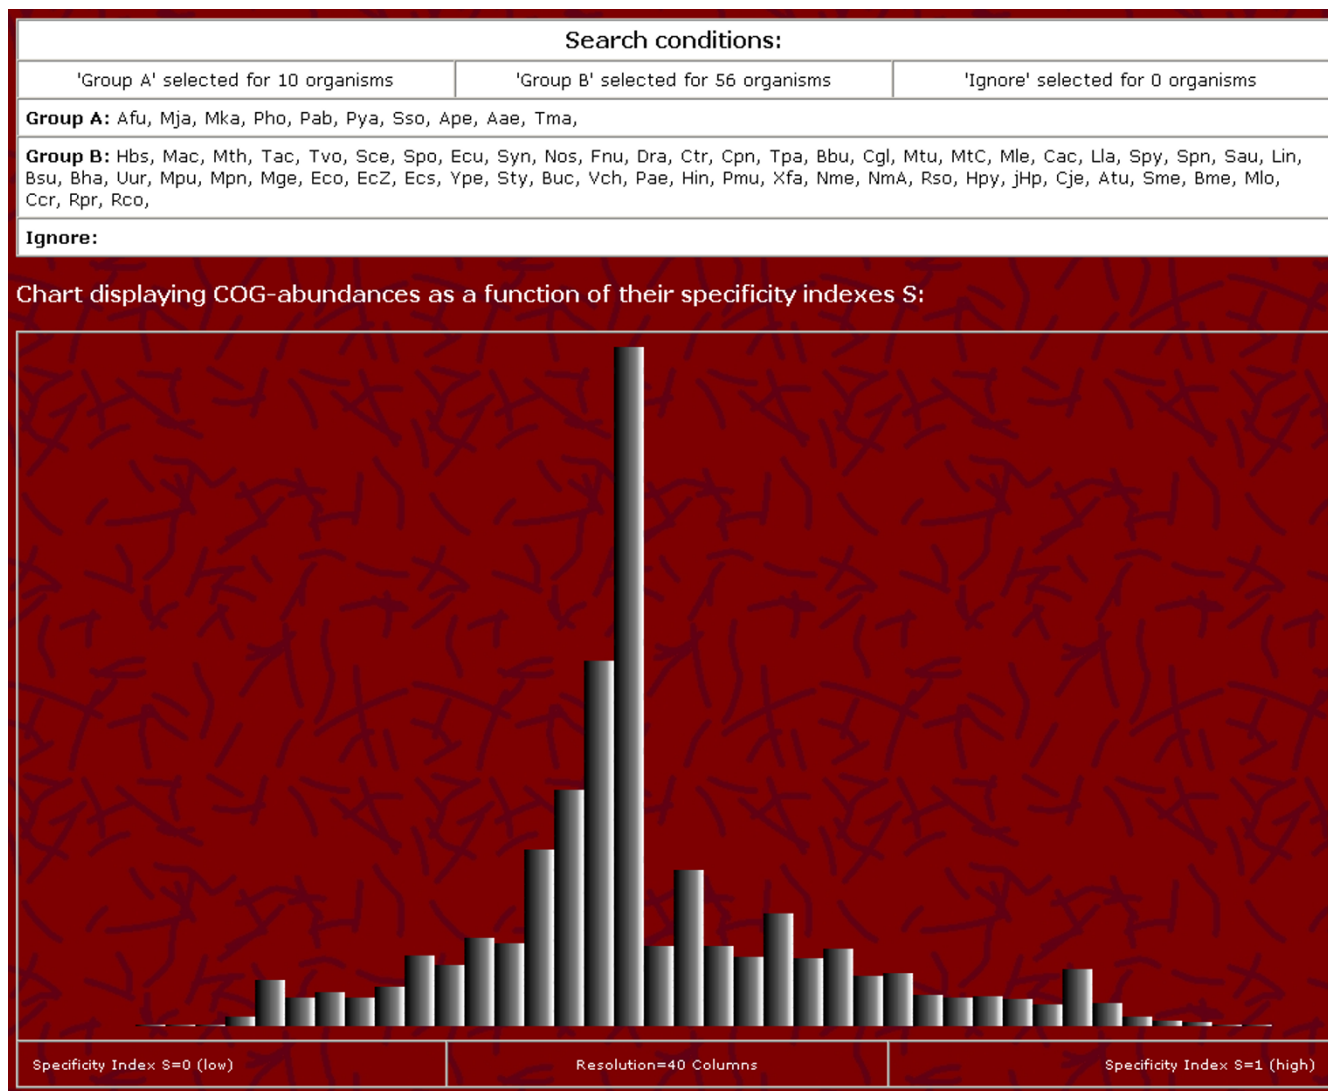 Search conditions:
'Group A' selected for 10 organisms
'Group B' selected for 56 organisms
'Ignore' selected for 0 organisms
Group A: Afu, Mja, Mka, Pho, Pab, Pya, Sso, Ape, Aae, Tma,
Group B: Hbs, Mac, Mth, Tac, Tvo, Sce, Spo, Ecu, Syn, Nos, Fnu, Dra, Ctr, Cpn, Tpa, Bbu, Cgl, Mtu, MtC, Mle, Cac, Lla, Spy, Spn, Sau, Lin,
Bsu, Bha, Uur, Mpu, Mpn, Mge, Eco, EcZ, Ecs, Ype, Sty, Buc, Vch, Pae, Hin, Pmu, Xfa, Nme, NmA, Rso, Hpy, jHp, Cje, Atu, Sme, Bme, Mlo,
Ccr, Rpr, Rco,
Ignore:
Chart displaying COG-abundances as a function of their specificity indexes S:
Specificity Index S=0 (low)
Resolution=40 Columns
Specificity Index S=1 (high)